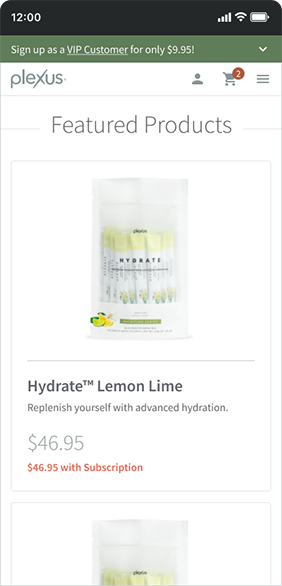 12:00
Sign up as a VIP Customer for only $9.95!
plexus
2
Featured Products
plexus
HYDRATE
Hydrate™ Lemon Lime
Replenish yourself with advanced hydration.
$46.95
$46.95 with Subscription
plexus